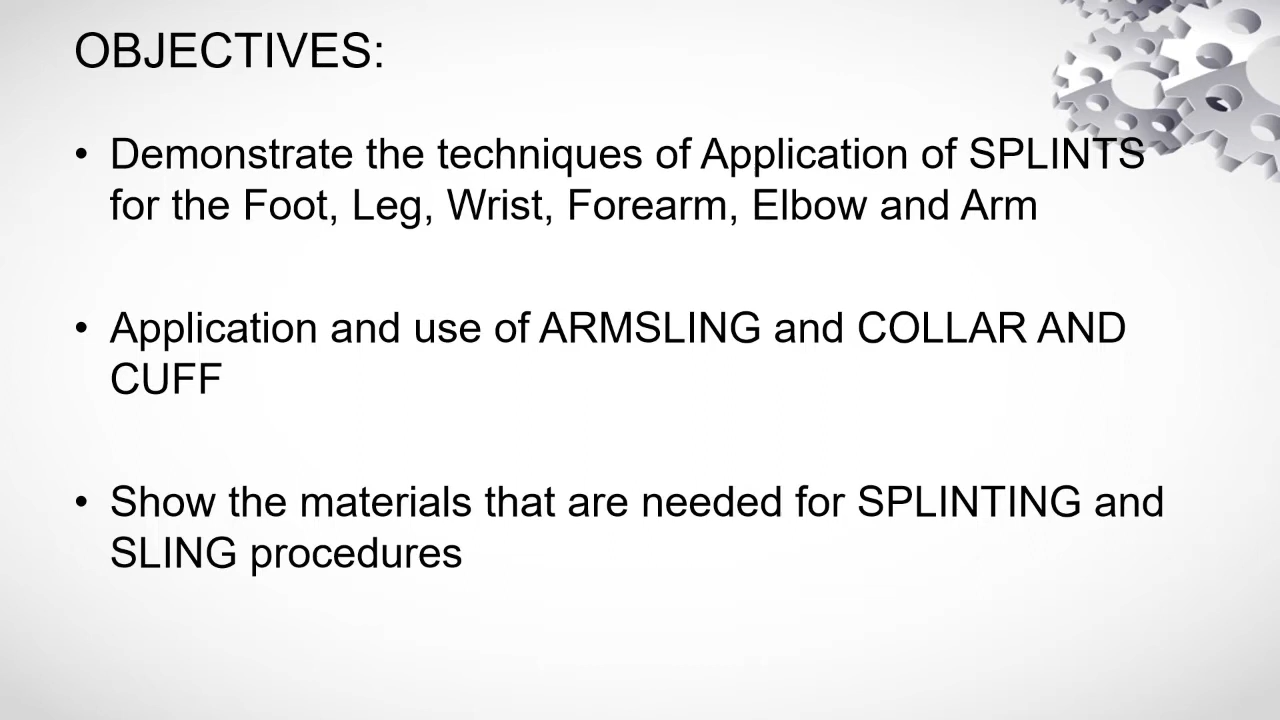 OBJECTIVES:
• Demonstrate the techniques of Application of SPLINTS
for the Foot, Leg, Wrist, Forearm, Elbow and Arm
• Application and use of ARMSLING and COLLAR AND
CUFF
• Show the materials that are needed for SPLINTING and
SLING procedures